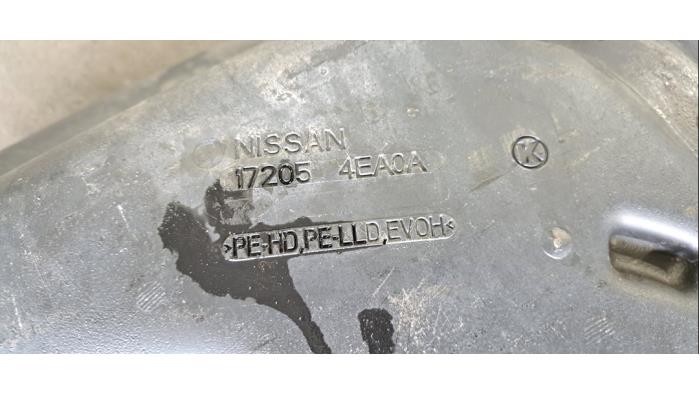 NISSAN
17205 4EA0A
K
>PE-HD,PE-LLD,EVOH<